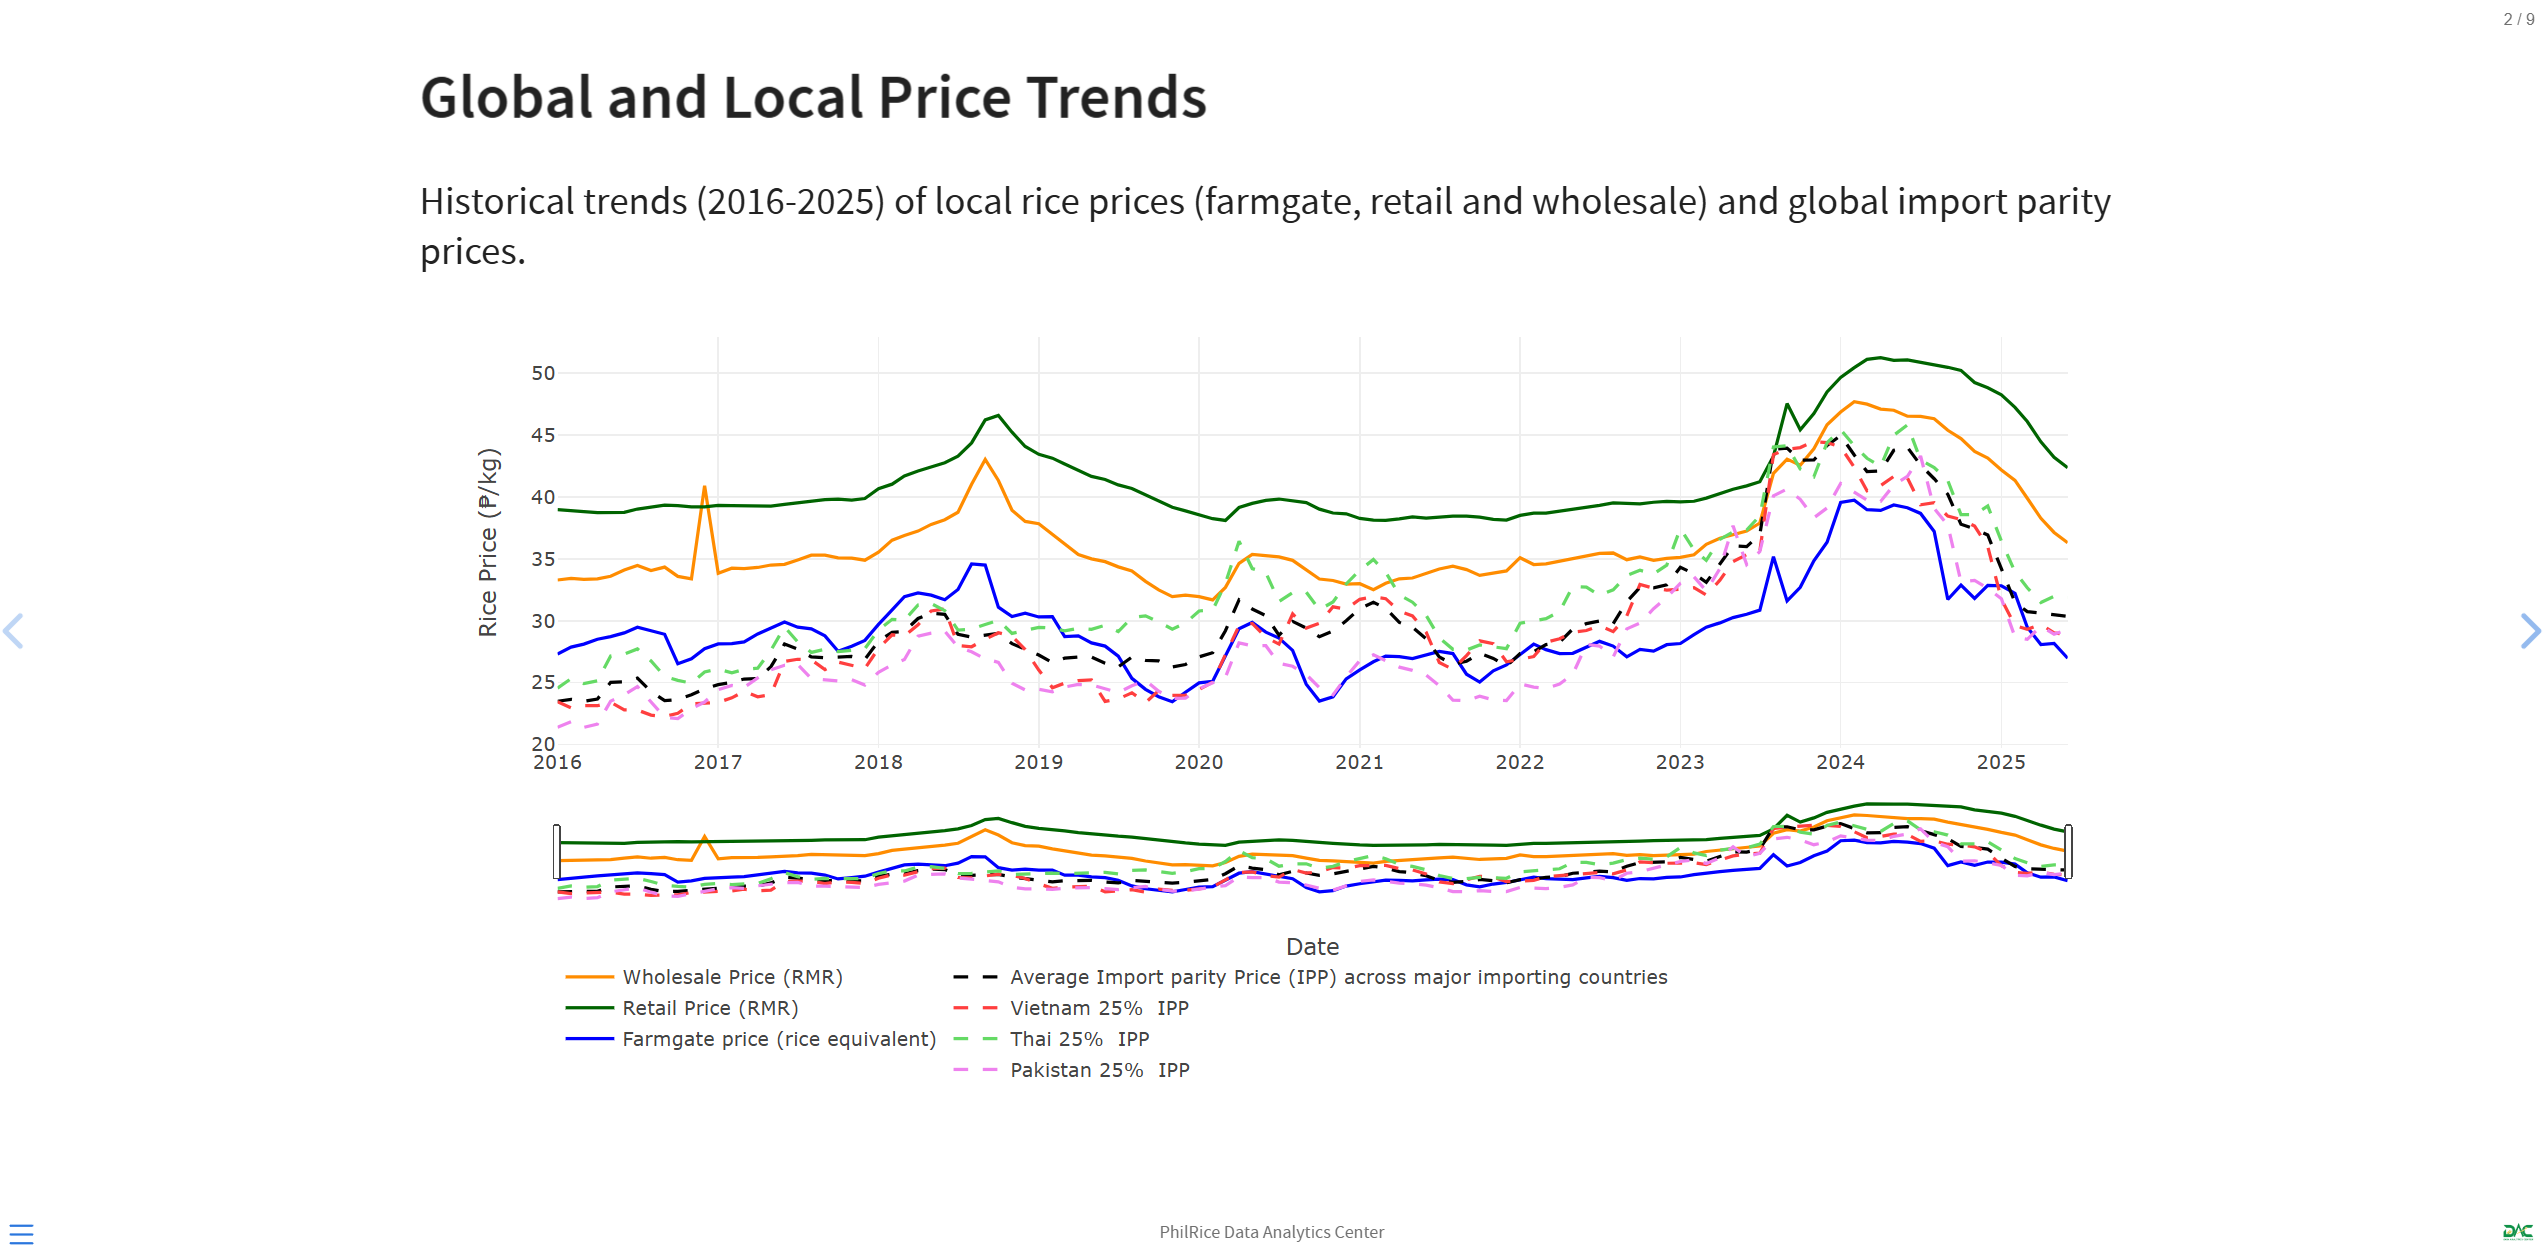 2 / 9
Global and Local Price Trends
Historical trends (2016-2025) of local rice prices (farmgate, retail and wholesale) and global import parity
prices.
Rice Price (₱/kg)
50
45
40
35
30
25
20
2016 2017 2018 2019 2020 2021 2022 2023 2024 2025
Date
Wholesale Price (RMR)
Retail Price (RMR)
Farmgate price (rice equivalent)
Average Import parity Price (IPP) across major importing countries
Vietnam 25%  IPP
Thai 25%  IPP
Pakistan 25%  IPP
PhilRice Data Analytics Center
DAC